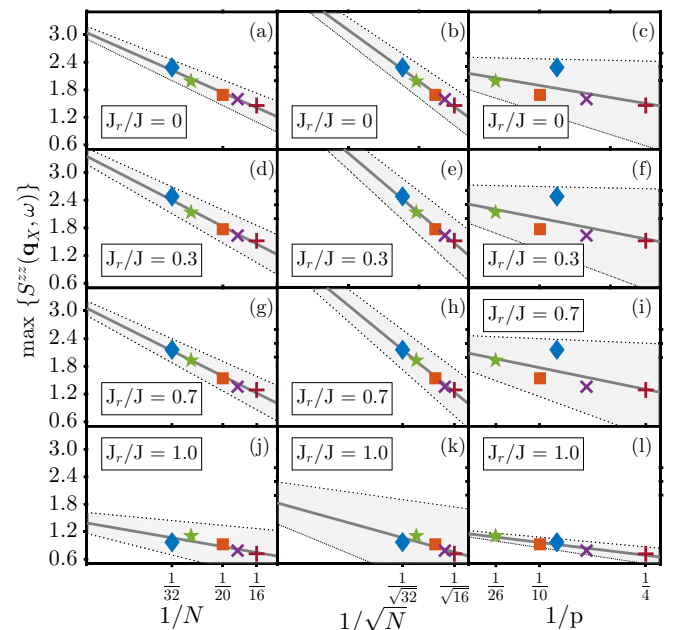 max {S^{zz}(q_X, ω)}
3.0
2.4
1.8
1.2
0.6
(a)
J_r/J = 0
(b)
J_r/J = 0
(c)
J_r/J = 0
3.0
2.4
1.8
1.2
0.6
(d)
J_r/J = 0.3
(e)
J_r/J = 0.3
(f)
J_r/J = 0.3
3.0
2.4
1.8
1.2
0.6
(g)
J_r/J = 0.7
(h)
J_r/J = 0.7
(i)
J_r/J = 0.7
3.0
2.4
1.8
1.2
0.6
(j)
J_r/J = 1.0
(k)
J_r/J = 1.0
(l)
J_r/J = 1.0
1/32 1/20 1/16
1/√32 1/√16
1/26 1/10 1/4
1/N
1/√N
1/p